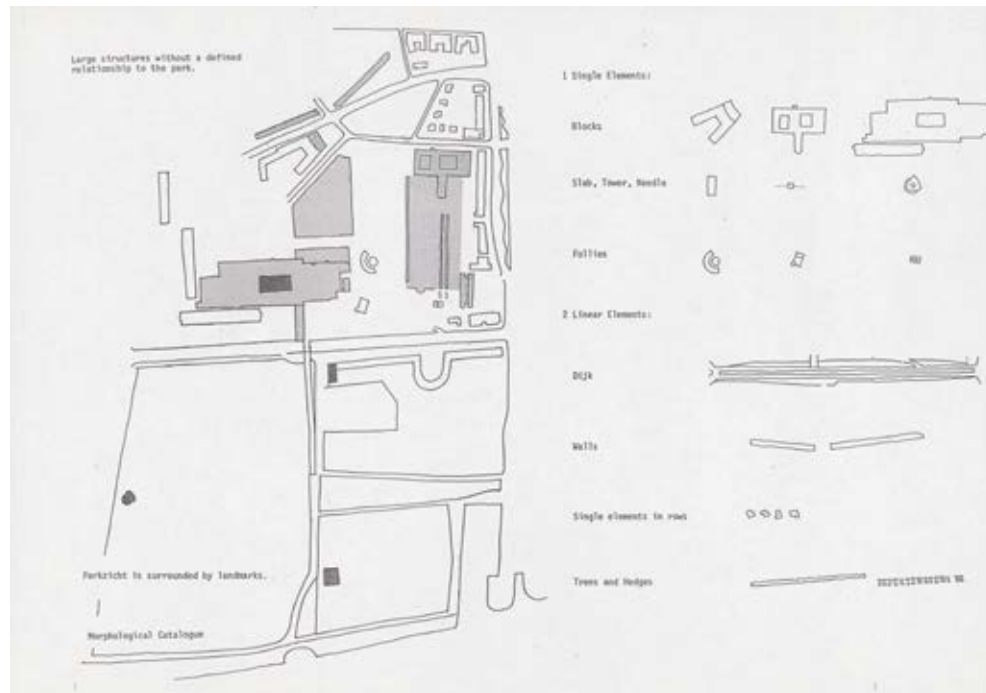 Large structures without a defined
relationship to the park.
Parkzicht is surrounded by landmarks.
Morphological Catalogue
1 Single Elements:
Blocks
Slab, Tower, Needle
Follies
2 Linear Elements:
Dijk
Walls
Single elements in rows
Trees and Hedges